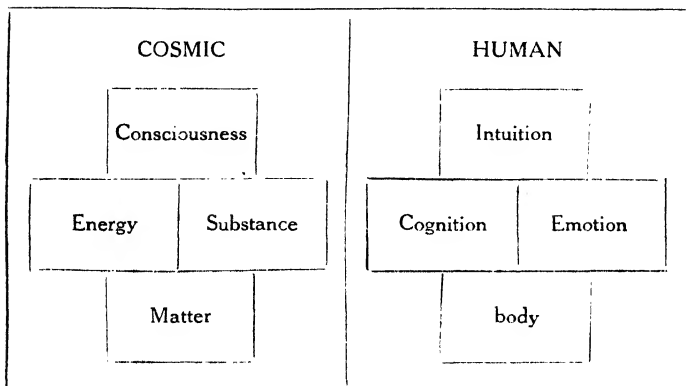 COSMIC
HUMAN
Consciousness
Intuition
Energy
Substance
Cognition
Emotion
Matter
body